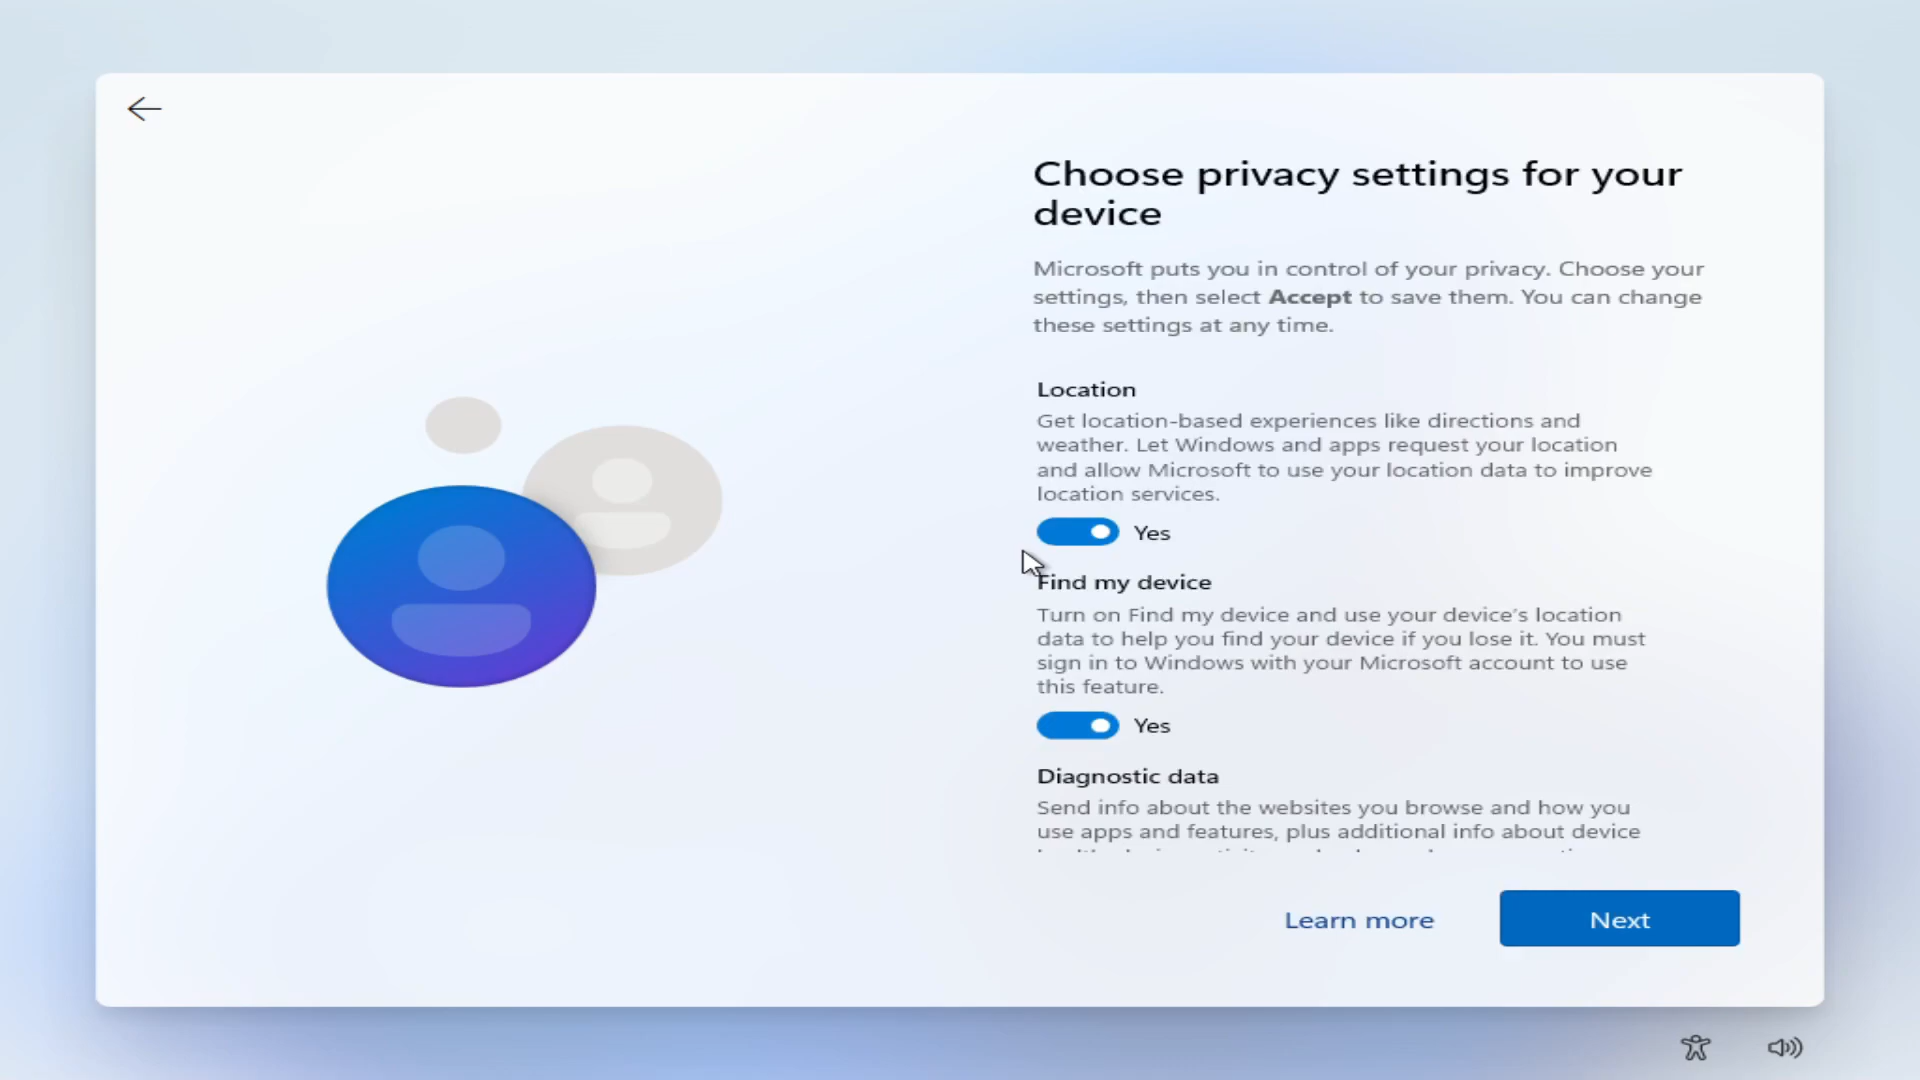 Choose privacy settings for your
device
Microsoft puts you in control of your privacy. Choose your
settings, then select Accept to save them. You can change
these settings at any time.
Location
Get location-based experiences like directions and
weather. Let Windows and apps request your location
and allow Microsoft to use your location data to improve
location services.
Yes
Find my device
Turn on Find my device and use your device’s location
data to help you find your device if you lose it. You must
sign in to Windows with your Microsoft account to use
this feature.
Yes
Diagnostic data
Send info about the websites you browse and how you
use apps and features, plus additional info about device
Learn more
Next